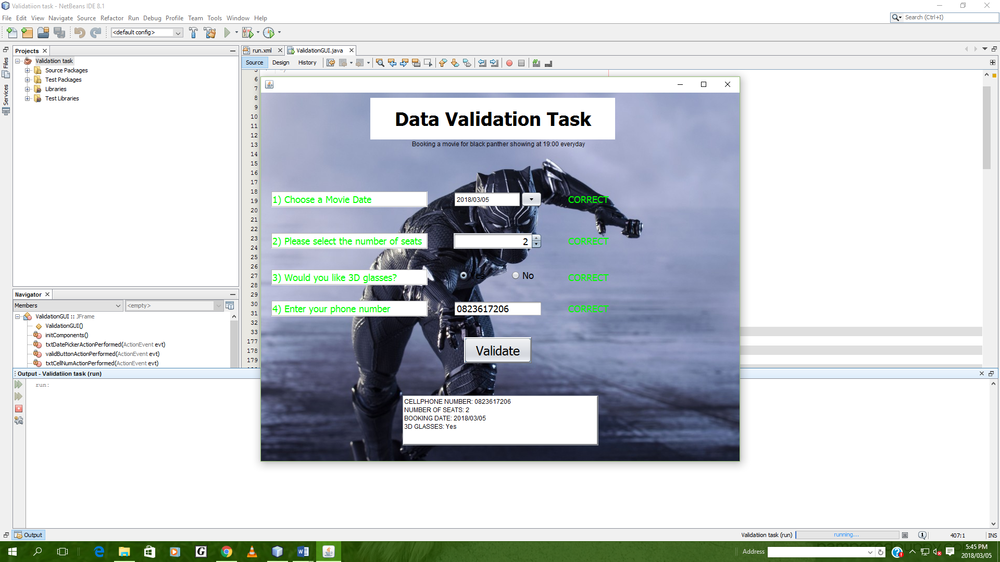 Validatiion task - NetBeans IDE 8.1
File Edit View Navigate Source Refactor Run Debug Profile Team Tools Window Help
Search (Ctrl+I)
<default config>
Files
Services
Projects
Validatiion task
Source Packages
Test Packages
Libraries
Test Libraries
run.xml
ValidationGUI.java
Source Design History
5
6
7
8
9
10
11
12
13
14
15
16
17
18
19
20
21
22
23
24
25
26
27
28
29
30
31
32
33
177
178
179
Data Validation Task
Booking a movie for black panther showing at 19:00 everyday
1) Choose a Movie Date 2018/03/05 CORRECT
2) Please select the number of seats 2 CORRECT
3) Would you like 3D glasses? Yes No CORRECT
4) Enter your phone number 0823617206 CORRECT
Validate
CELLPHONE NUMBER: 0823617206
NUMBER OF SEATS: 2
BOOKING DATE: 2018/03/05
3D GLASSES: Yes
Navigator
Members <empty>
ValidationGUI :: JFrame
ValidationGUI()
initComponents()
txtDatePickerActionPerformed(ActionEvent evt)
validButtonActionPerformed(ActionEvent evt)
txtCellNumActionPerformed(ActionEvent evt)
Output - Validatiion task (run)
run:
Output
Validatiion task (run) running... 1 407:1 INS
Address
5:45 PM
2018/03/05